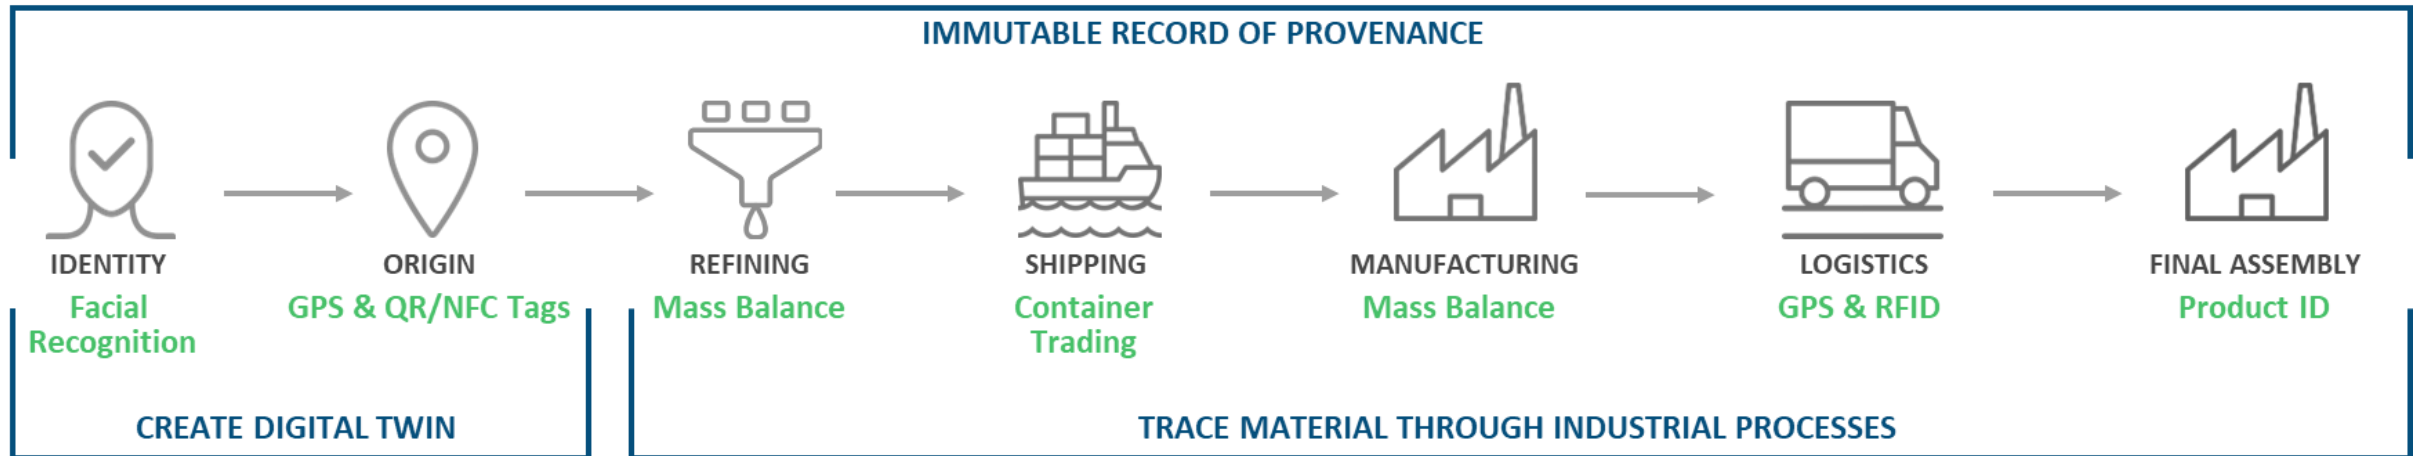 IMMUTABLE RECORD OF PROVENANCE
IDENTITY
Facial
Recognition
ORIGIN
GPS & QR/NFC Tags
REFINING
Mass Balance
SHIPPING
Container
Trading
MANUFACTURING
Mass Balance
LOGISTICS
GPS & RFID
FINAL ASSEMBLY
Product ID
CREATE DIGITAL TWIN
TRACE MATERIAL THROUGH INDUSTRIAL PROCESSES